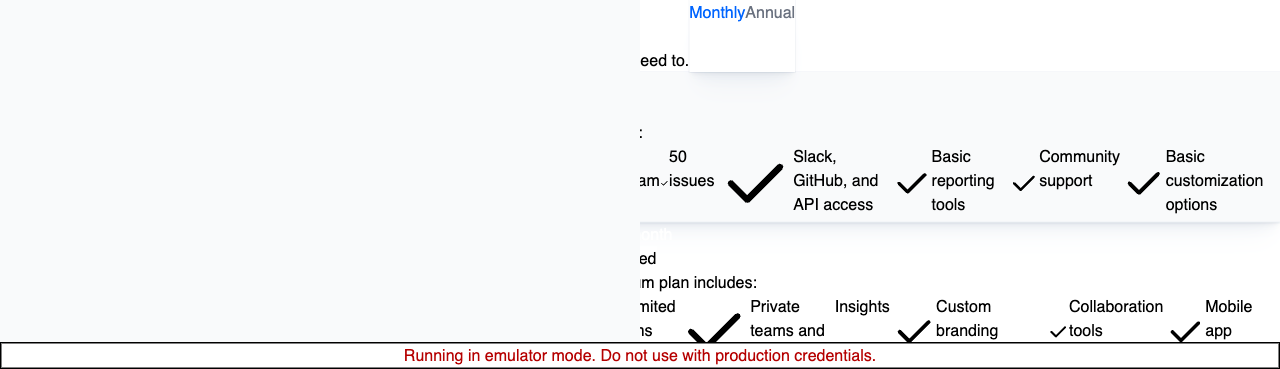 MonthlyAnnual
eed to.
:
50 Slack, Basic Community Basic
am issues GitHub, and reporting support customization
API access tools options
onth
ed
m plan includes:
mited Private Insights Custom Collaboration Mobile
ns teams and branding tools app
Running in emulator mode. Do not use with production credentials.